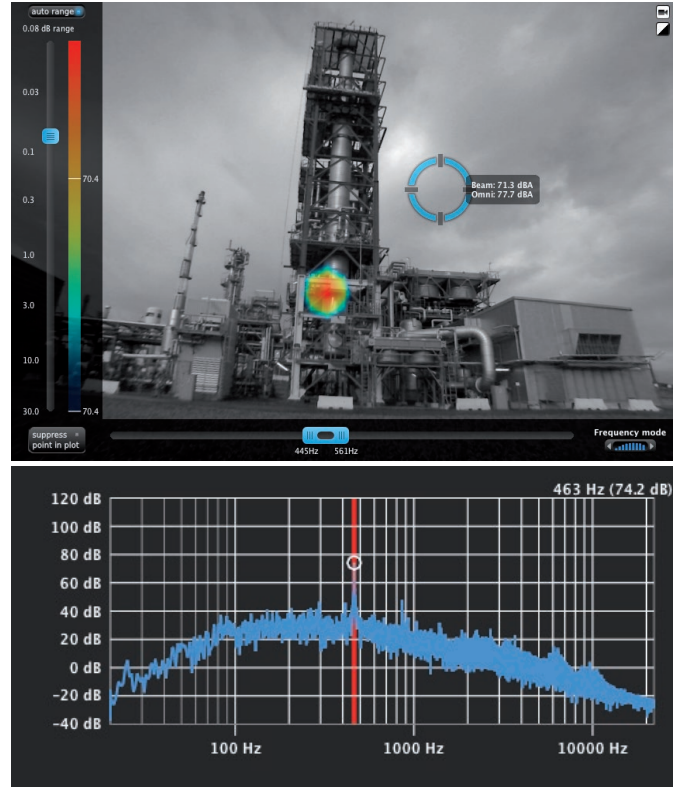 auto range
0.08 dB range
0.03
0.1
0.3
1.0
3.0
10.0
30.0
70.4
70.4
Beam: 71.3 dBA
Omni: 77.7 dBA
suppress
point in plot
445Hz 561Hz
Frequency mode
463 Hz (74.2 dB)
120 dB
100 dB
80 dB
60 dB
40 dB
20 dB
0 dB
−20 dB
−40 dB
100 Hz 1000 Hz 10000 Hz